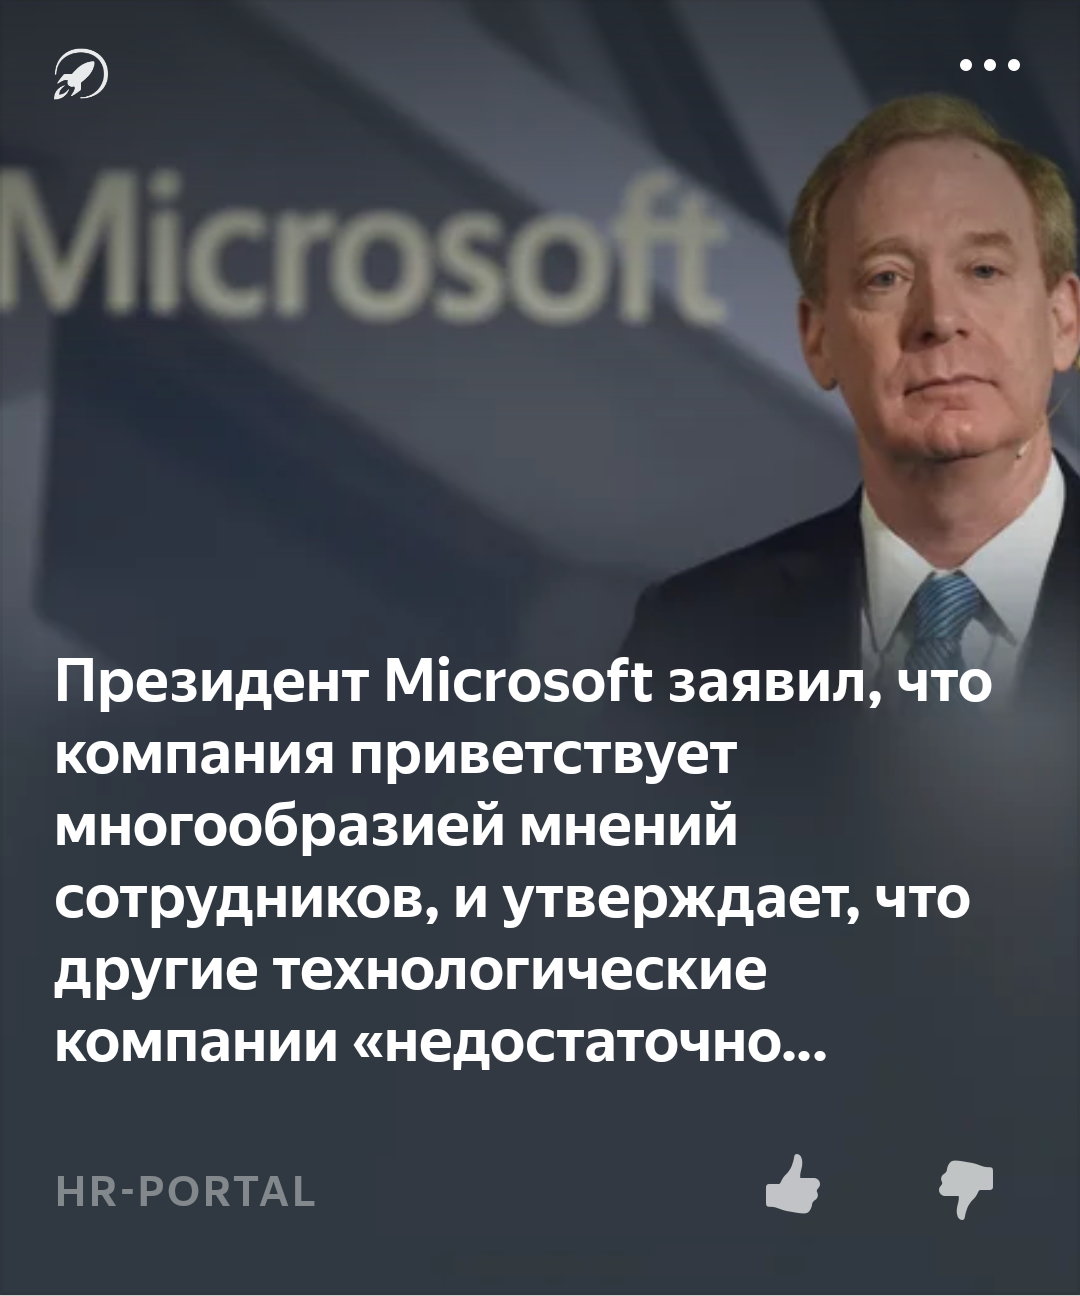 Microsoft
Президент Microsoft заявил, что
компания приветствует
многообразией мнений
сотрудников, и утверждает, что
другие технологические
компании «недостаточно...
HR-PORTAL